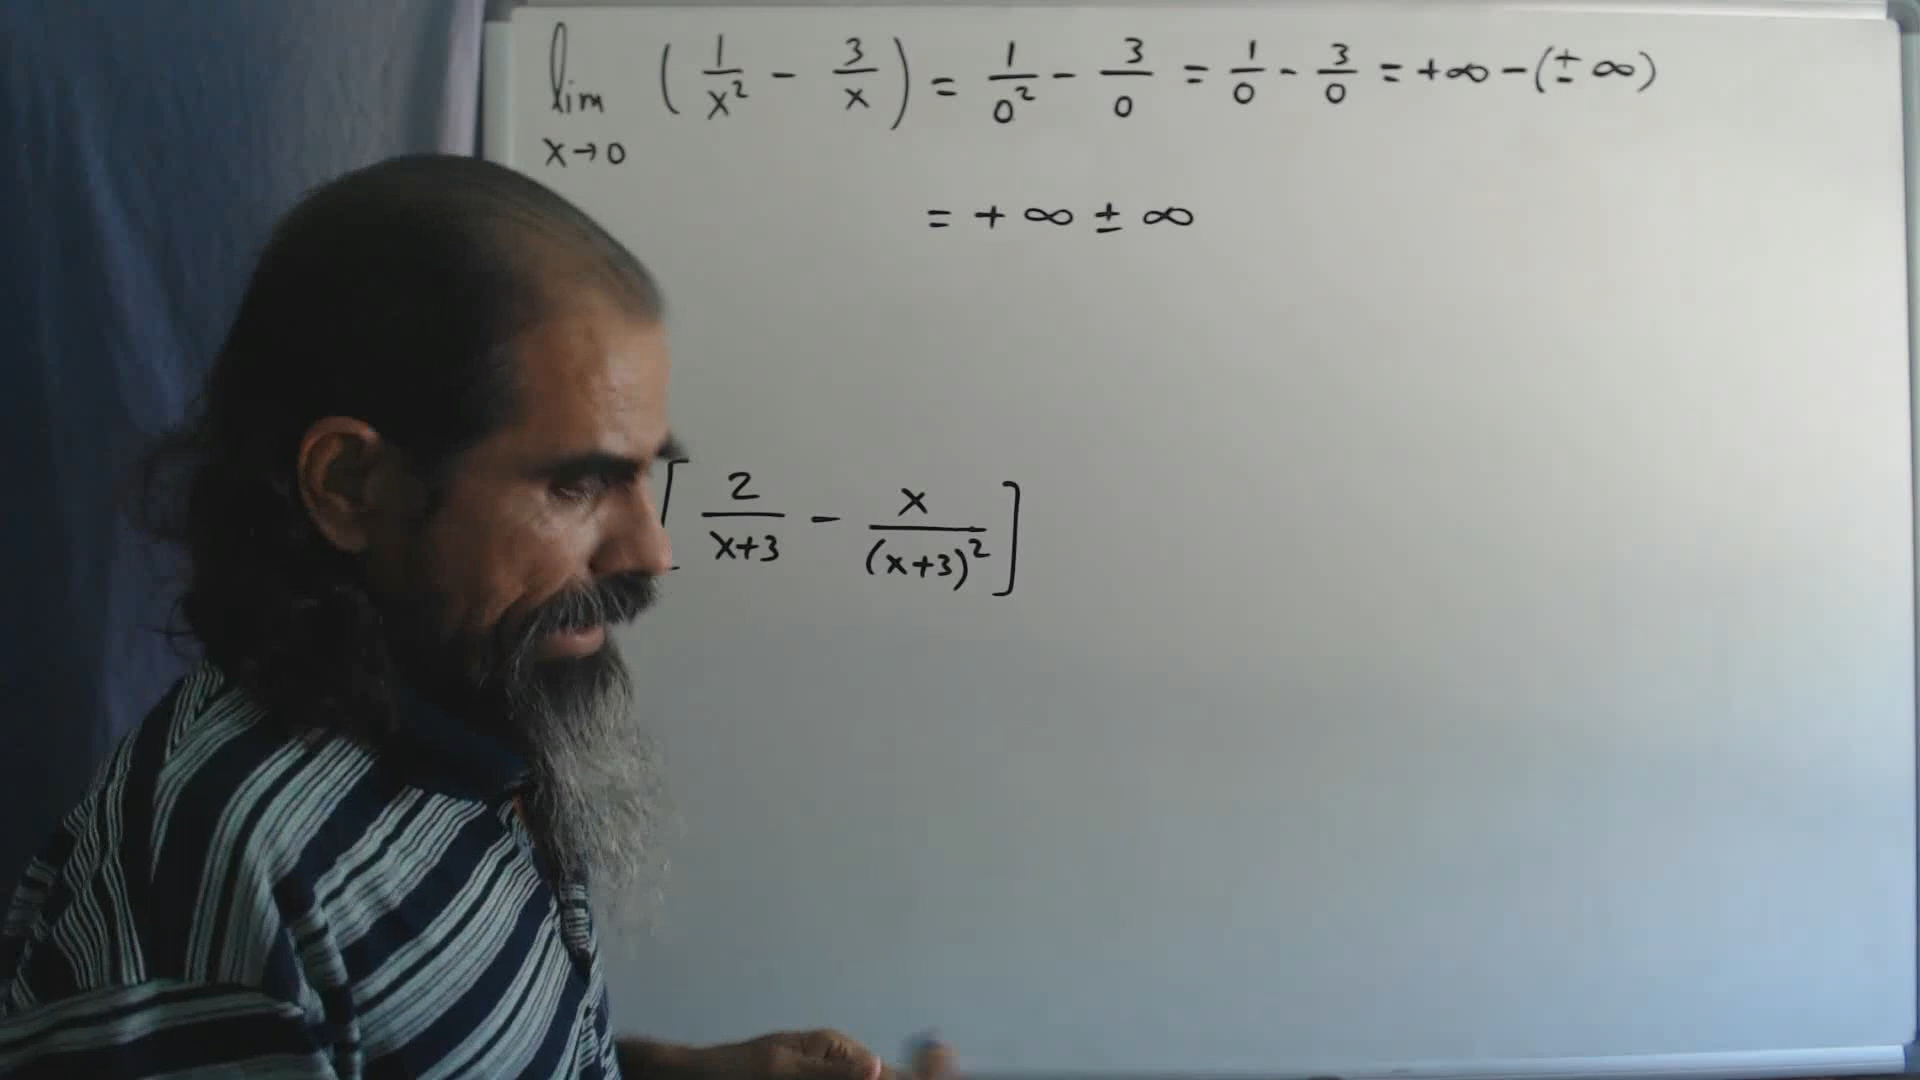 lim x→0 ( 1/x² - 3/x ) = 1/0² - 3/0 = 1/0 - 3/0 = +∞ - (± ∞)
= + ∞ ± ∞
[ 2/x+3 - x/(x+3)² ]